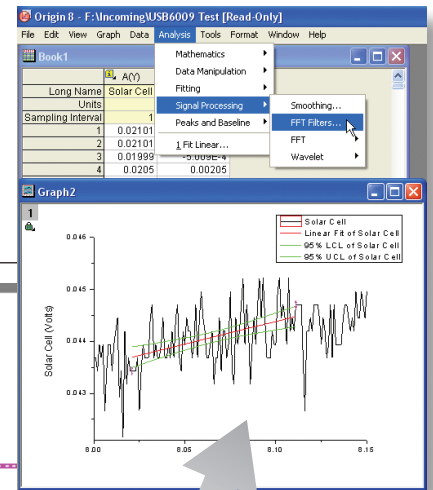 Origin 8 - F:\Incoming\USB6009 Test [Read-Only]
File Edit View Graph Data Analysis Tools Format Window Help
Book1
Mathematics
Data Manipulation
Fitting
Signal Processing
Peaks and Baseline
1 Fit Linear...
Smoothing...
FFT Filters...
FFT
Wavelet
A(Y)
Long Name Solar Cell
Units
Sampling Interval 1
1 0.02101
2 0.02101
3 0.01999 -5.009E-4
4 0.0205 0.00205
Graph2
1
Solar Cell
Linear Fit of Solar Cell
95% LCL of Solar Cell
95% UCL of Solar Cell
Solar Cell (Volts)
0.046
0.045
0.044
0.043
8.00 8.05 8.10 8.15